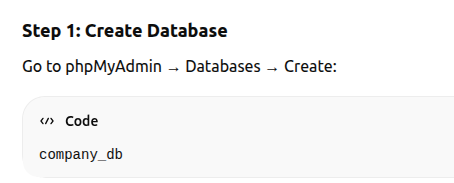 Step 1: Create Database
Go to phpMyAdmin → Databases → Create:
</> Code
company_db